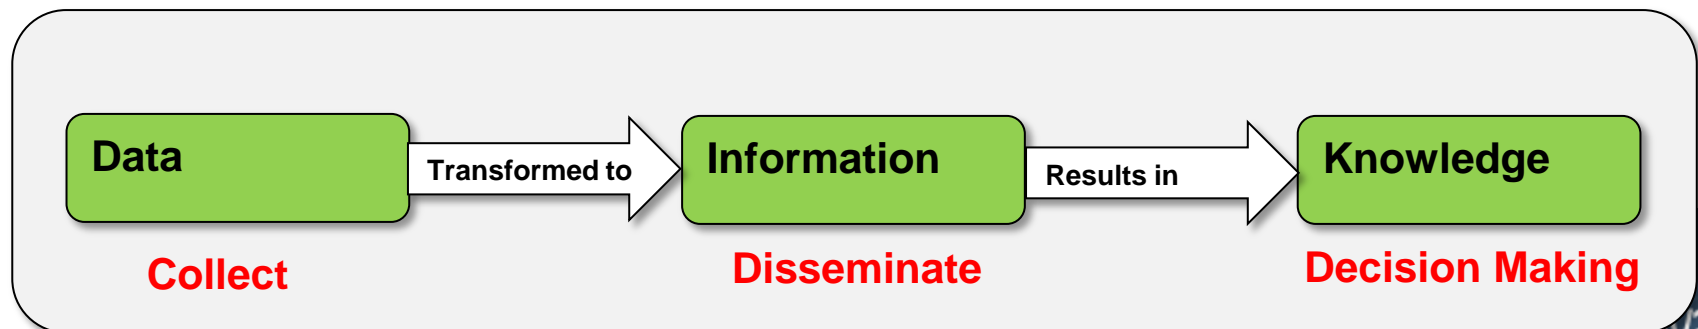 Data
Transformed to
Information
Results in
Knowledge
Collect
Disseminate
Decision Making